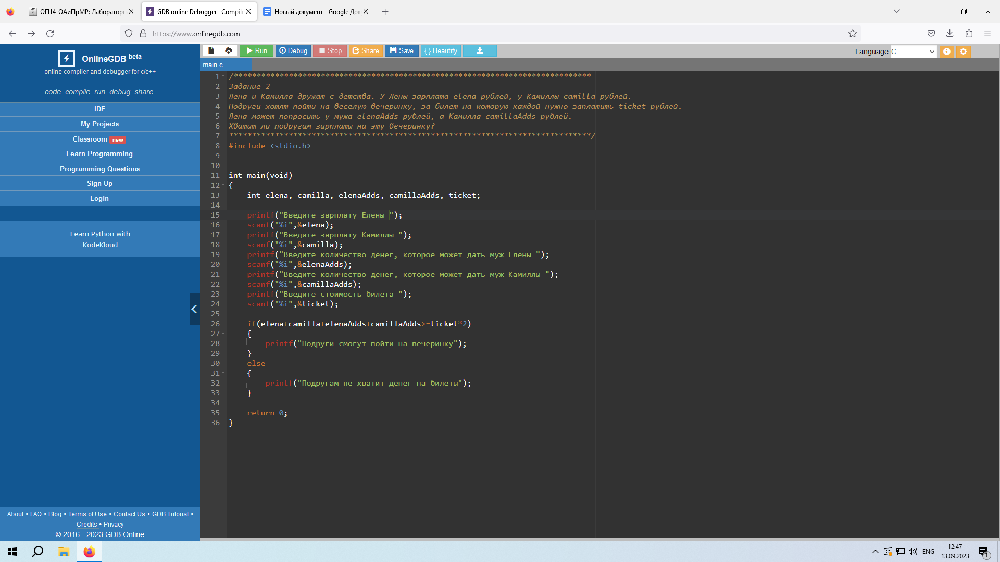 ОП14_ОАиПрМР: Лаборатор
GDB online Debugger | Compile
Новый документ - Google Док
https://www.onlinegdb.com
OnlineGDB beta
online compiler and debugger for c/c++
code. compile. run. debug. share.
IDE
My Projects
Classroom new
Learn Programming
Programming Questions
Sign Up
Login
Learn Python with
KodeKloud
About • FAQ • Blog • Terms of Use • Contact Us • GDB Tutorial •
Credits • Privacy
© 2016 - 2023 GDB Online
Run Debug Stop Share Save { } Beautify
Language C
main.c
1 /******************************************************************************
2 Задание 2
3 Лена и Камилла дружат с детства. У Лены зарплата elena рублей, у Камиллы camilla рублей.
4 Подруги хотят пойти на веселую вечеринку, за билет на которую каждой нужно заплатить ticket рублей.
5 Лена может попросить у мужа elenaAdds рублей, а Камилла camillaAdds рублей.
6 Хватит ли подругам зарплаты на эту вечеринку?
7 *******************************************************************************/
8 #include <stdio.h>
9
10
11 int main(void)
12 {
13 int elena, camilla, elenaAdds, camillaAdds, ticket;
14
15 printf("Введите зарплату Елены ");
16 scanf("%i",&elena);
17 printf("Введите зарплату Камиллы ");
18 scanf("%i",&camilla);
19 printf("Введите количество денег, которое может дать муж Елены ");
20 scanf("%i",&elenaAdds);
21 printf("Введите количество денег, которое может дать муж Камиллы ");
22 scanf("%i",&camillaAdds);
23 printf("Введите стоимость билета ");
24 scanf("%i",&ticket);
25
26 if(elena+camilla+elenaAdds+camillaAdds>=ticket*2)
27 {
28 printf("Подруги смогут пойти на вечеринку");
29 }
30 else
31 {
32 printf("Подругам не хватит денег на билеты");
33 }
34
35 return 0;
36 }
ENG
12:47
13.09.2023
1